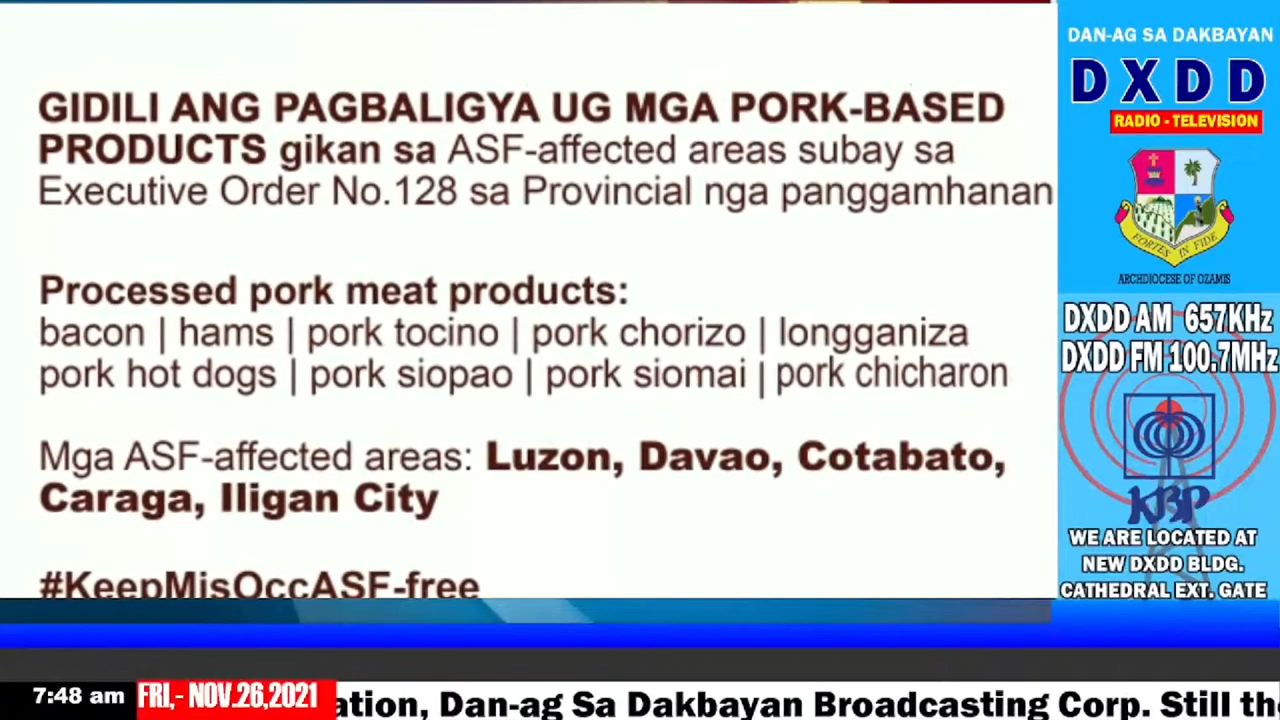 GIDILI ANG PAGBALIGYA UG MGA PORK-BASED
PRODUCTS gikan sa ASF-affected areas subay sa
Executive Order No.128 sa Provincial nga panggamhanan
Processed pork meat products:
bacon | hams | pork tocino | pork chorizo | longganiza
pork hot dogs | pork siopao | pork siomai | pork chicharon
Mga ASF-affected areas: Luzon, Davao, Cotabato,
Caraga, Iligan City
#KeepMisOccASF-free
DAN-AG SA DAKBAYAN
DXDD
RADIO - TELEVISION
FORTES IN FIDE
ARCHDIOCESE OF OZAMIS
DXDD AM 657KHz
DXDD FM 100.7MHz
KBP
WE ARE LOCATED AT
NEW DXDD BLDG.
CATHEDRAL EXT. GATE
7:48 am FRI,- NOV.26,2021 ation, Dan-ag Sa Dakbayan Broadcasting Corp. Still the